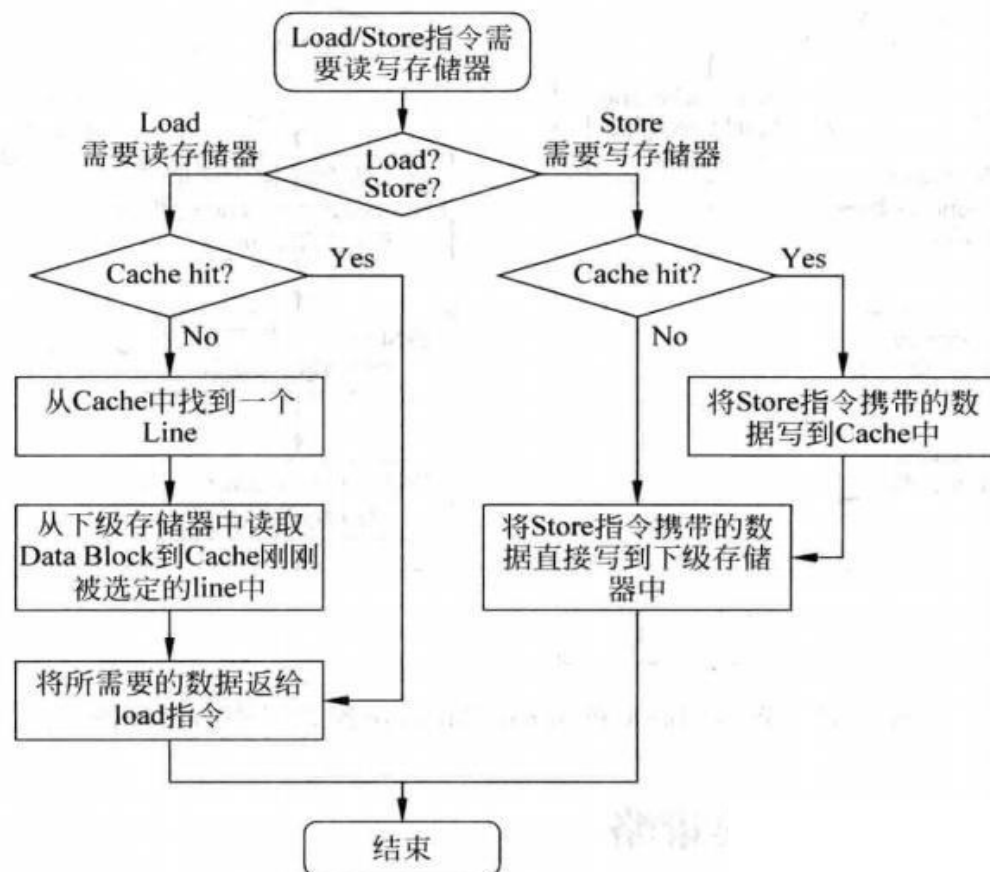 Load/Store指令需
要读写存储器
Load
需要读存储器
Load?
Store?
Store
需要写存储器
Cache hit?
Yes
No
Cache hit?
Yes
No
从Cache中找到一个
Line
将Store指令携带的数
据写到Cache中
从下级存储器中读取
Data Block到Cache刚刚
被选定的line中
将Store指令携带的数
据直接写到下级存储
器中
将所需要的数据返给
load指令
结束